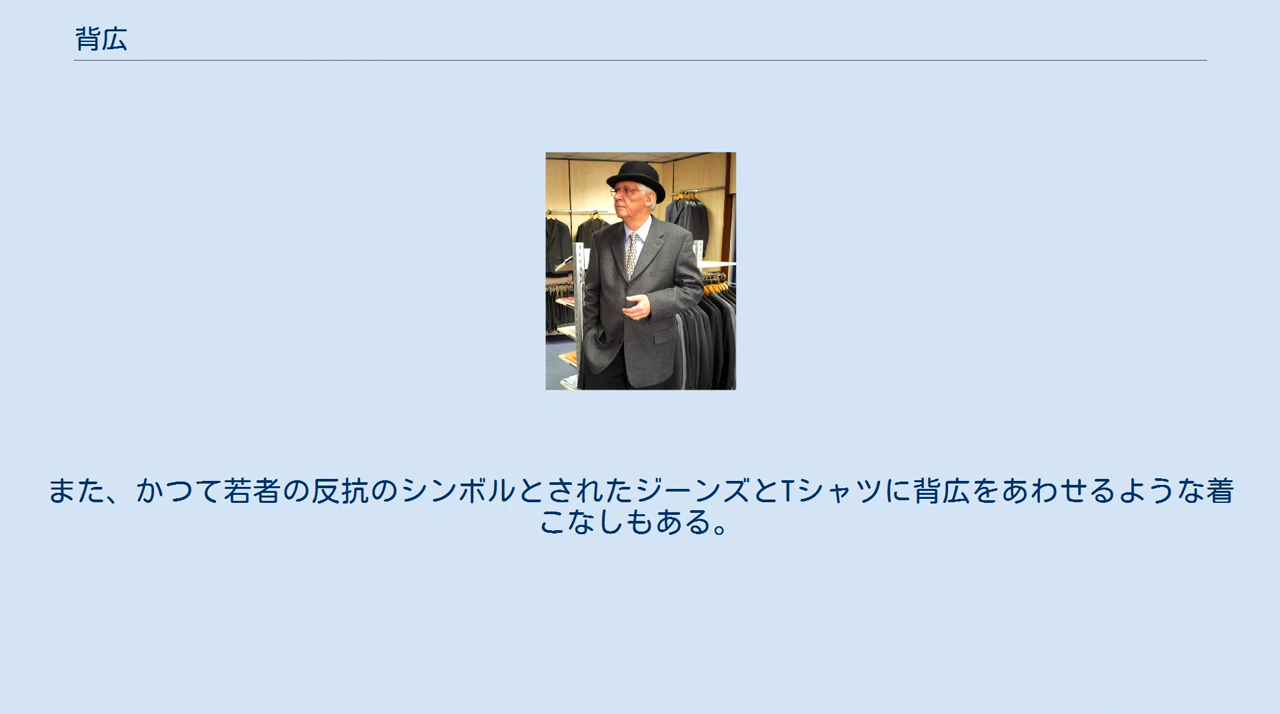 背広
また、かつて若者の反抗のシンボルとされたジーンズとTシャツに背広をあわせるような着
こなしもある。